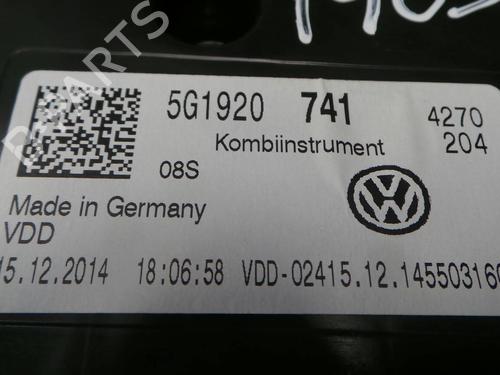 5G1920 741 4270
Kombiinstrument 204
08S
Made in Germany
VDD
15.12.2014 18:06:58 VDD-02415.12.1455031